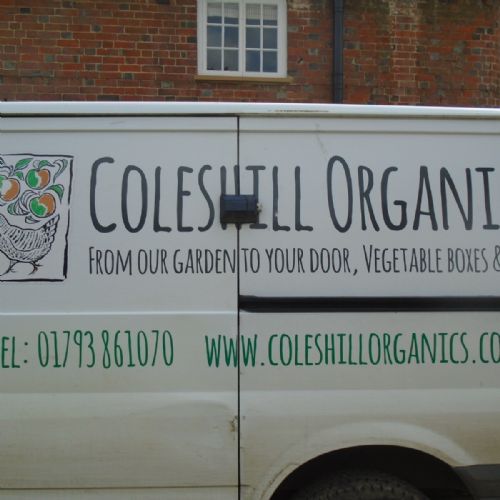 COLESHILL ORGANI
FROM OUR GARDEN TO YOUR DOOR, VEGETABLE BOXES &
EL: 01793 861070 WWW.COLESHILLORGANICS.CO